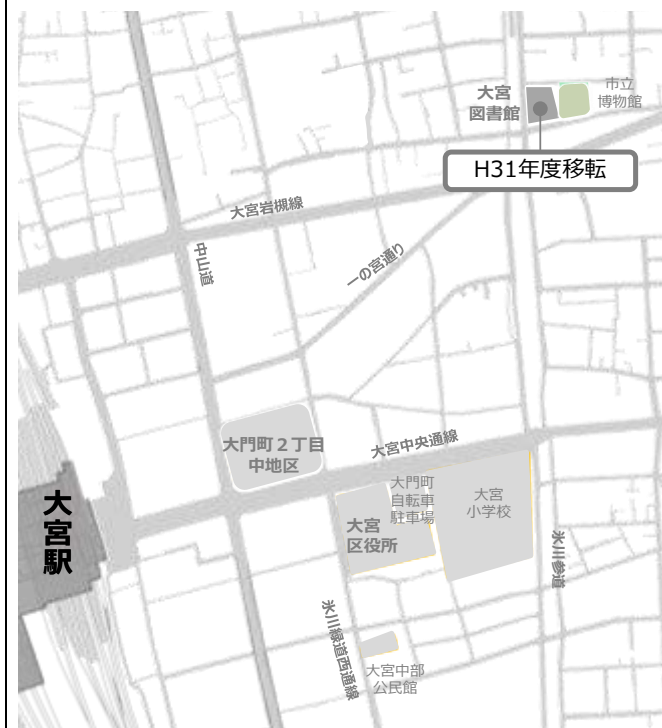 大宮
図書館
市立
博物館
H31年度移転
大宮岩槻線
中山道
一の宮通り
大門町２丁目
中地区
大宮中央通線
大門町
自転車
駐車場
大宮
小学校
大宮
区役所
大宮駅
氷川参道
氷川緑道西通線
大宮中部
公民館